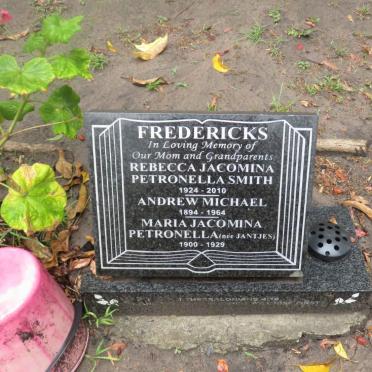 FREDERICKS
In Loving Memory of
Our Mom and Grandparents
REBECCA JACOMINA
PETRONELLA SMITH
1924 - 2010
ANDREW MICHAEL
1894 - 1964
MARIA JACOMINA
PETRONELLA (née JANTJES)
1900 - 1929